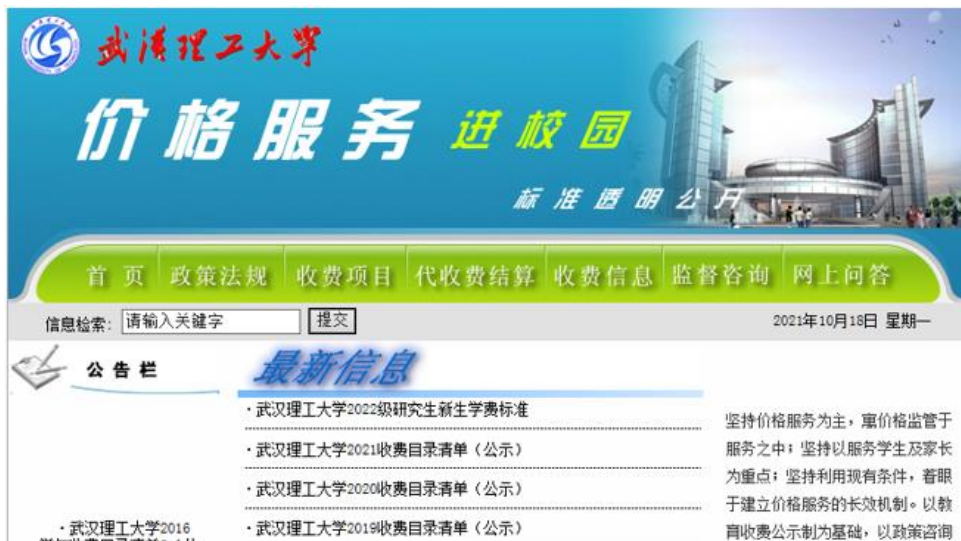 武汉理工大学
价格服务 进校园
标准透明公开
首页 政策法规 收费项目 代收费结算 收费信息 监督咨询 网上问答
信息检索: 请输入关键字 提交 2021年10月18日 星期一
公告栏
最新信息
·武汉理工大学2022级研究生新生学费标准
·武汉理工大学2021收费目录清单（公示）
·武汉理工大学2020收费目录清单（公示）
·武汉理工大学2019收费目录清单（公示）
·武汉理工大学2016
坚持价格服务为主，寓价格监管于
服务之中；坚持以服务学生及家长
为重点；坚持利用现有条件，着眼
于建立价格服务的长效机制。以教
育收费公示制为基础，以政策咨询